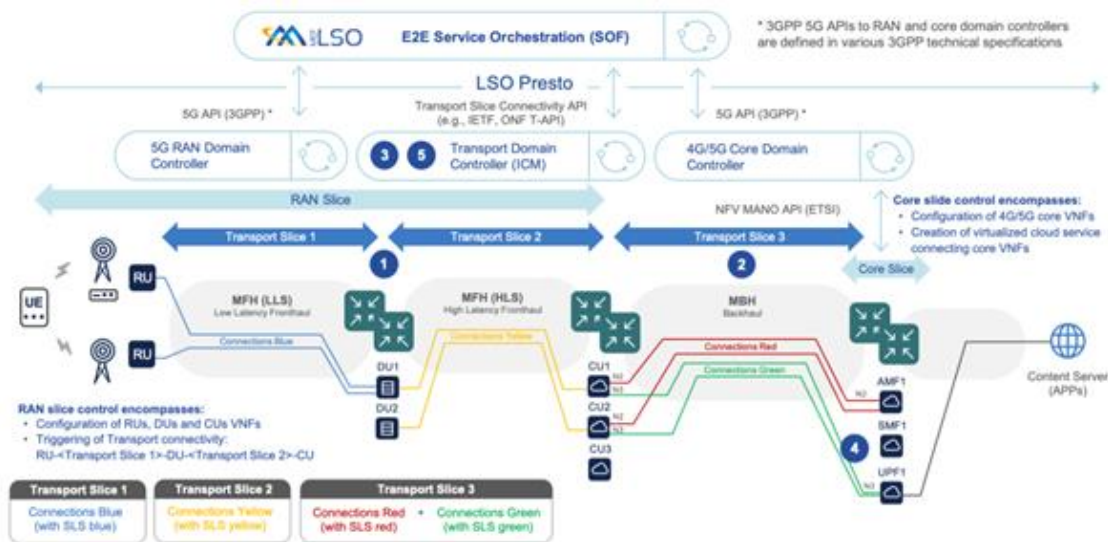 LSO
E2E Service Orchestration (SOF)
* 3GPP 5G APIs to RAN and core domain controllers
are defined in various 3GPP technical specifications
LSO Presto
5G API (3GPP) *
Transport Slice Connectivity API
(e.g., IETF, ONF T-API)
5G API (3GPP) *
5G RAN Domain
Controller
3
5
Transport Domain
Controller (ICM)
4G/5G Core Domain
Controller
RAN Slice
NFV MANO API (ETSI)
Core slide control encompasses:
• Configuration of 4G/5G core VNFs
• Creation of virtualized cloud service
connecting core VNFs
Transport Slice 1
Transport Slice 2
Transport Slice 3
1
2
Core Slice
RU
UE
MFH (LLS)
Low Latency Fronthaul
MFH (HLS)
High Latency Fronthaul
MBH
Backhaul
Connections Blue
Connections Yellow
Connections Red
Connections Green
RU
DU1
DU2
CU1
CU2
CU3
N2
N3
N2
N3
N2
AMF1
SMF1
4
UPF1
N3
Content Server
(APPs)
RAN slice control encompasses:
• Configuration of RUs, DUs and CUs VNFs
• Triggering of Transport connectivity:
RU-<Transport Slice 1>-DU-<Transport Slice 2>-CU
Transport Slice 1
Connections Blue
(with SLS blue)
Transport Slice 2
Connections Yellow
(with SLS yellow)
Transport Slice 3
Connections Red
(with SLS red)
+
Connections Green
(with SLS green)